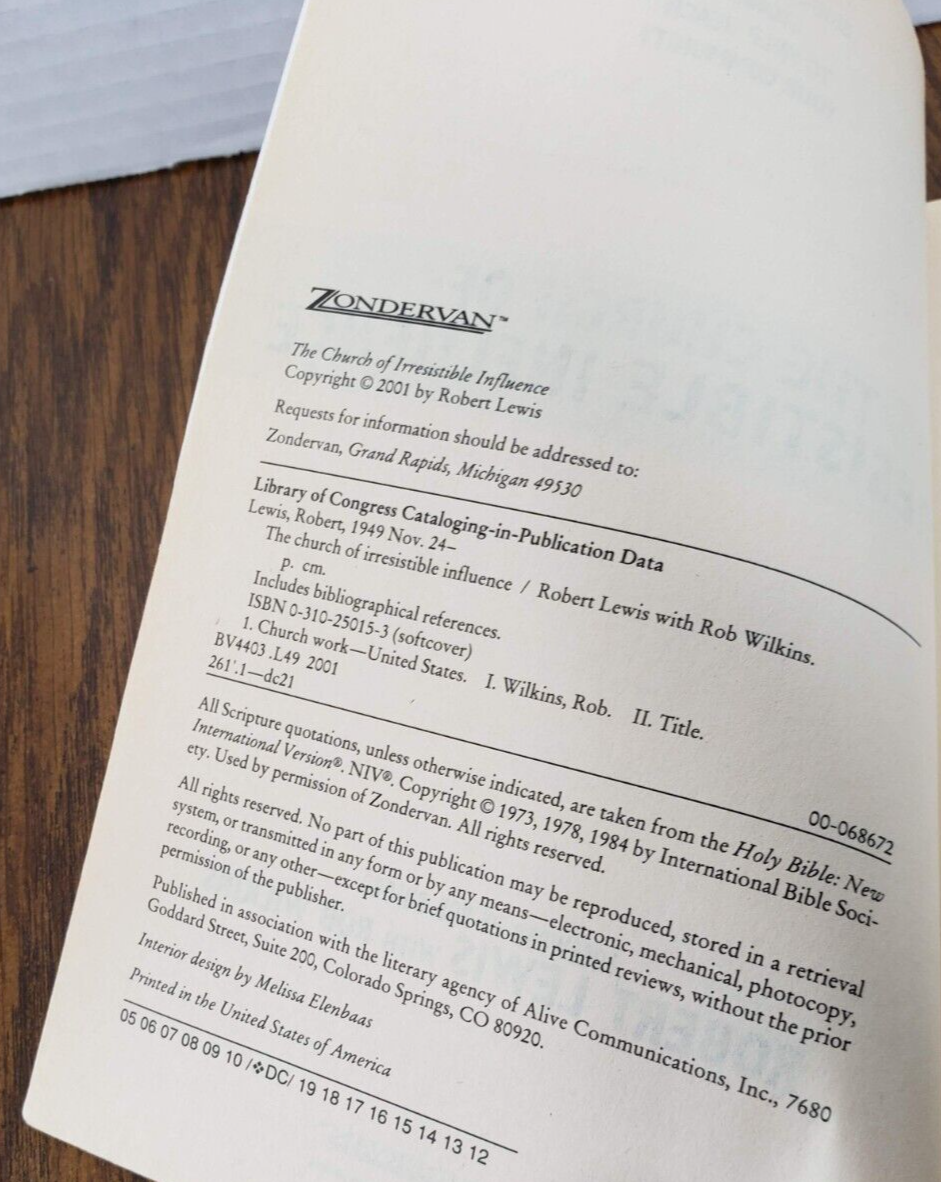 ZONDERVAN™
The Church of Irresistible Influence
Copyright © 2001 by Robert Lewis
Requests for information should be addressed to:
Zondervan, Grand Rapids, Michigan 49530
Library of Congress Cataloging-in-Publication Data
Lewis, Robert, 1949 Nov. 24–
The church of irresistible influence / Robert Lewis with Rob Wilkins.
p. cm.
Includes bibliographical references.
ISBN 0-310-25015-3 (softcover)
1. Church work—United States. I. Wilkins, Rob. II. Title.
BV4403 .L49 2001
261'.1—dc21
00-068672
All Scripture quotations, unless otherwise indicated, are taken from the Holy Bible: New
International Version®. NIV®. Copyright © 1973, 1978, 1984 by International Bible Soci-
ety. Used by permission of Zondervan. All rights reserved.
All rights reserved. No part of this publication may be reproduced, stored in a retrieval
system, or transmitted in any form or by any means—electronic, mechanical, photocopy,
recording, or any other—except for brief quotations in printed reviews, without the prior
permission of the publisher.
Published in association with the literary agency of Alive Communications, Inc., 7680
Goddard Street, Suite 200, Colorado Springs, CO 80920.
Interior design by Melissa Elenbaas
Printed in the United States of America
05 06 07 08 09 10 /❖DC/ 19 18 17 16 15 14 13 12